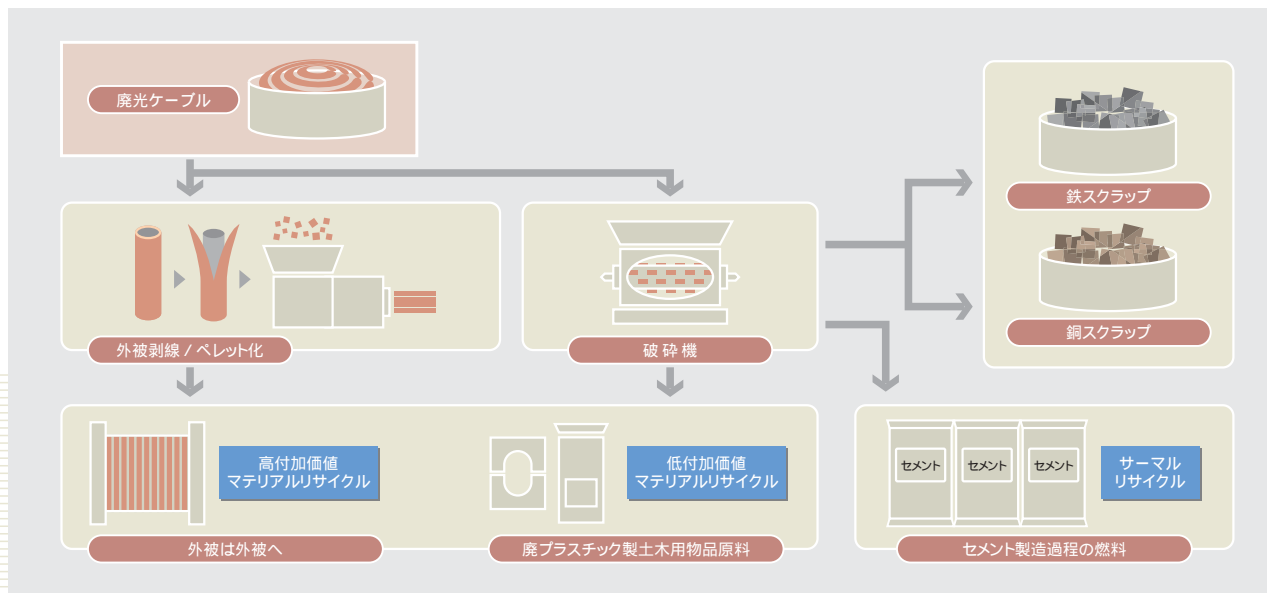 廃光ケーブル
鉄スクラップ
銅スクラップ
外被剥線 / ペレット化
破砕機
高付加価値
マテリアルリサイクル
外被は外被へ
低付加価値
マテリアルリサイクル
廃プラスチック製土木用物品原料
セメント
セメント
セメント
サーマル
リサイクル
セメント製造過程の燃料